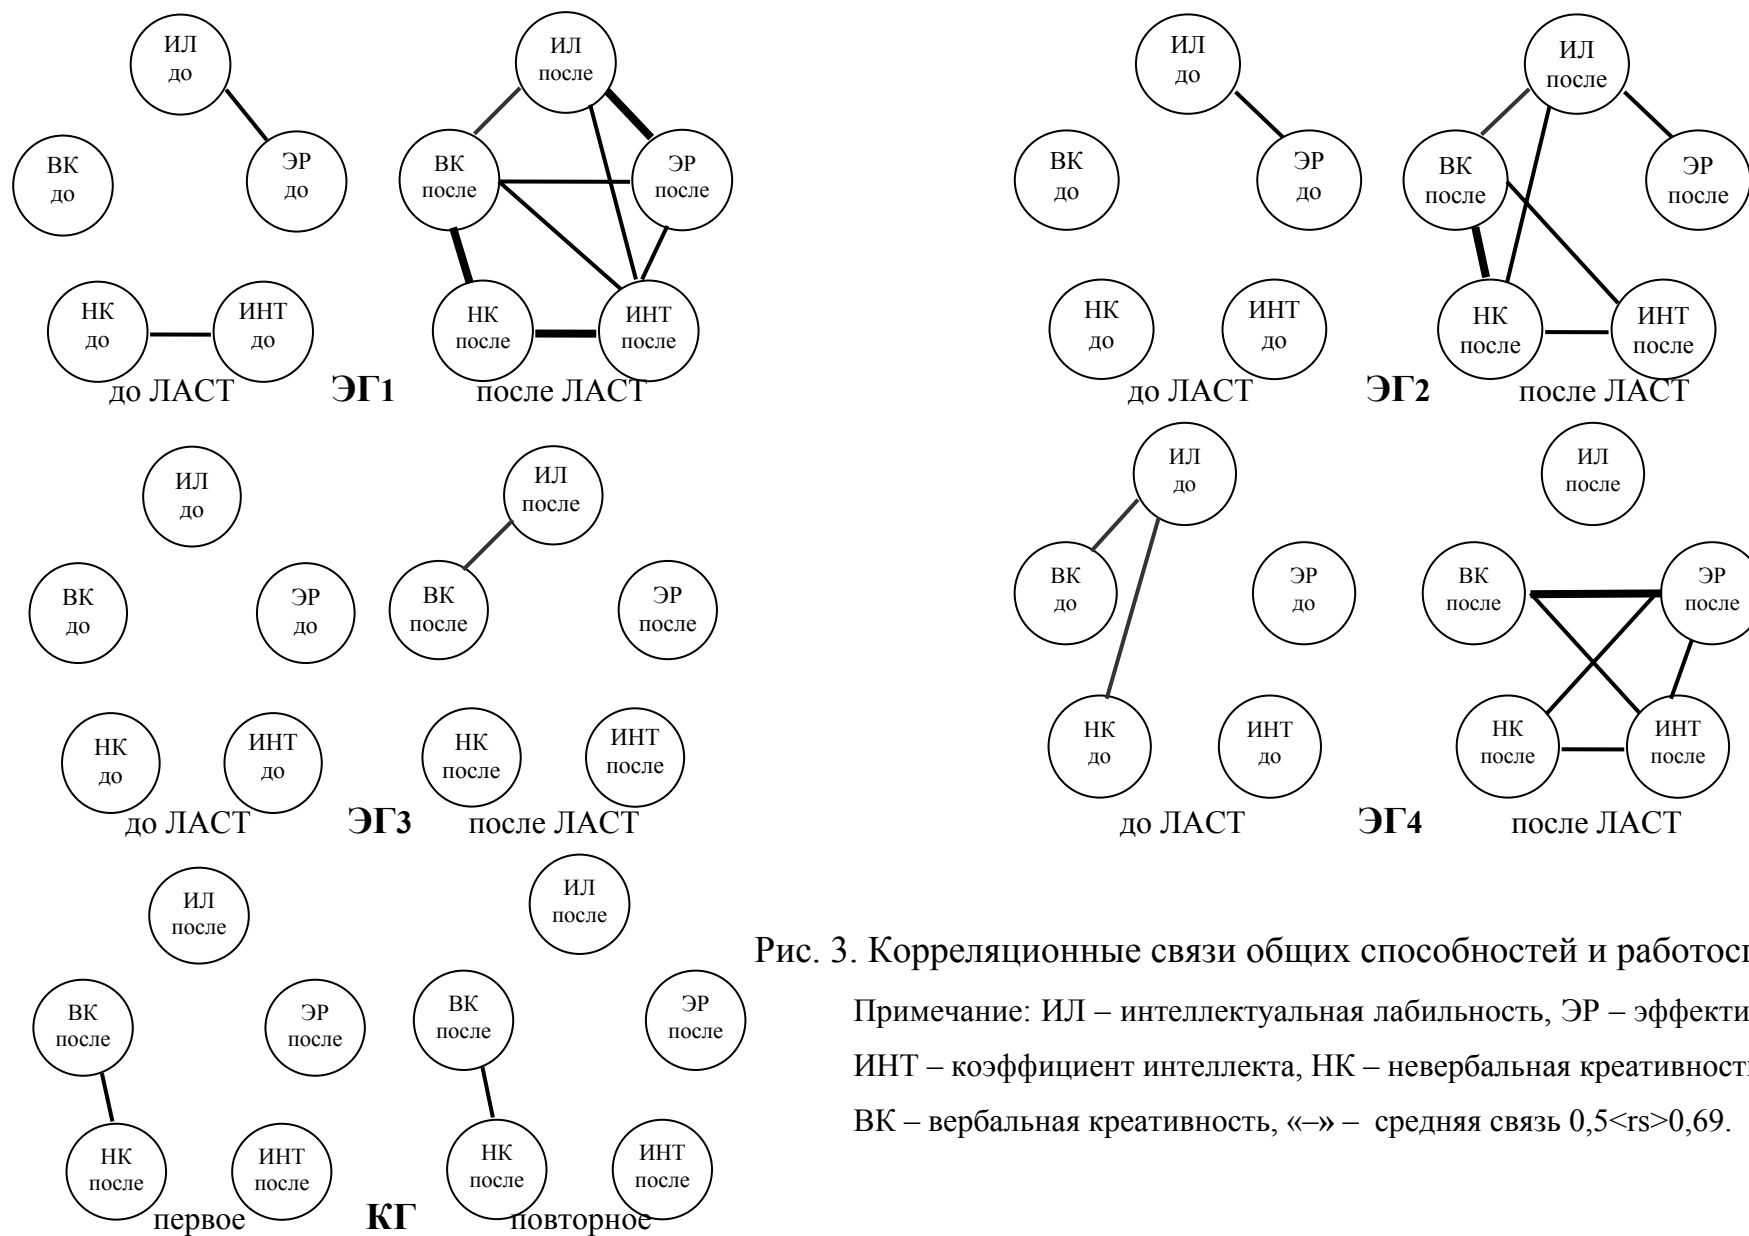 ИЛ
до
ВК
до
ЭР
до
НК
до
ИНТ
до
до ЛАСТ
ЭГ1
ИЛ
после
ВК
после
ЭР
после
НК
после
ИНТ
после
после ЛАСТ
ИЛ
до
ВК
до
ЭР
до
НК
до
ИНТ
до
до ЛАСТ
ЭГ2
ИЛ
после
ВК
после
ЭР
после
НК
после
ИНТ
после
после ЛАСТ
ИЛ
до
ВК
до
ЭР
до
НК
до
ИНТ
до
до ЛАСТ
ЭГ3
ИЛ
после
ВК
после
ЭР
после
НК
после
ИНТ
после
после ЛАСТ
ИЛ
до
ВК
до
ЭР
до
НК
до
ИНТ
до
до ЛАСТ
ЭГ4
ИЛ
после
ВК
после
ЭР
после
НК
после
ИНТ
после
после ЛАСТ
ИЛ
после
ВК
после
ЭР
после
НК
после
ИНТ
после
первое
КГ
ИЛ
после
ВК
после
ЭР
после
НК
после
ИНТ
после
повторное
Рис. 3. Корреляционные связи общих способностей и работосп
Примечание: ИЛ – интеллектуальная лабильность, ЭР – эффекти
ИНТ – коэффициент интеллекта, НК – невербальная креативност
ВК – вербальная креативность, «–» – средняя связь 0,5<rs>0,69.